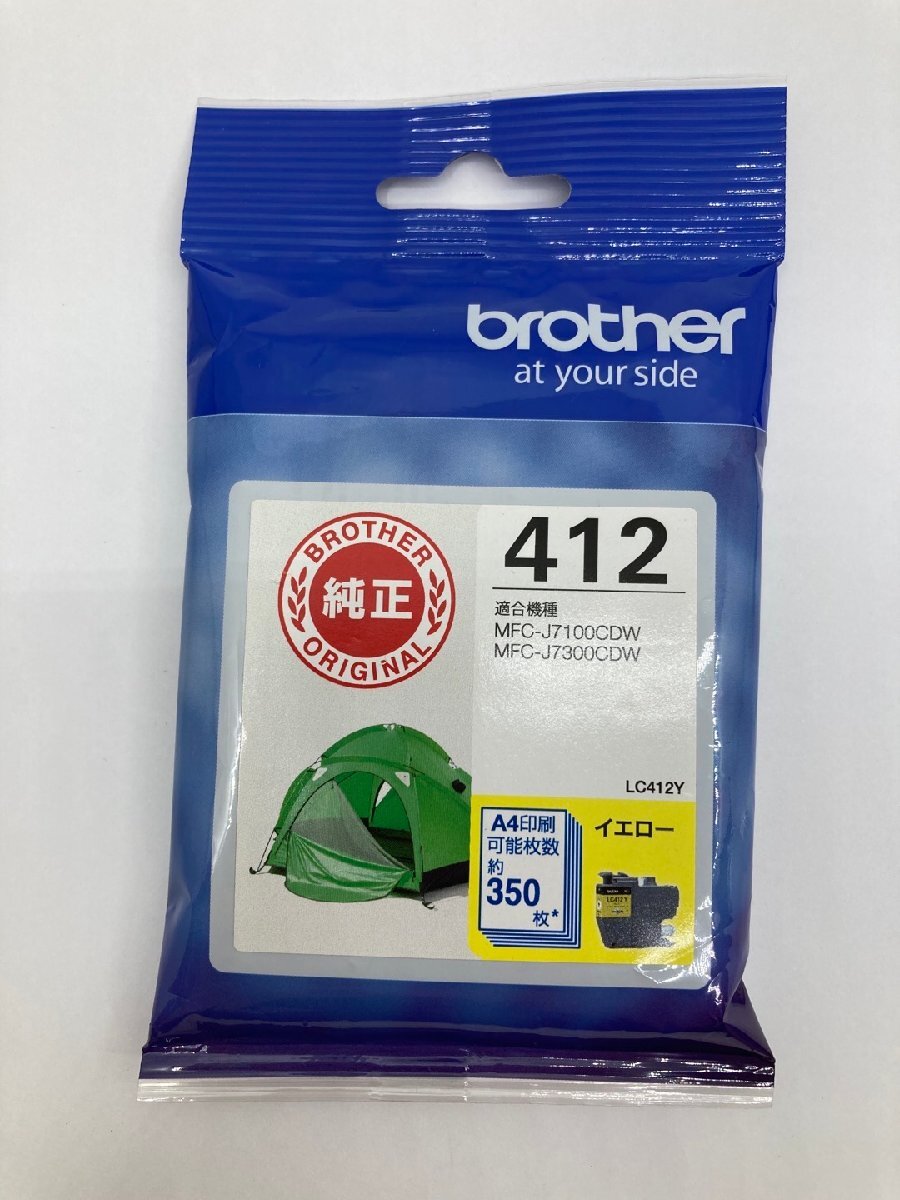 brother
at your side
BROTHER
純正
ORIGINAL
412
適合機種
MFC-J7100CDW
MFC-J7300CDW
LC412Y
A4印刷
可能枚数
約
350
枚*
イエロー
brother
LC412Y